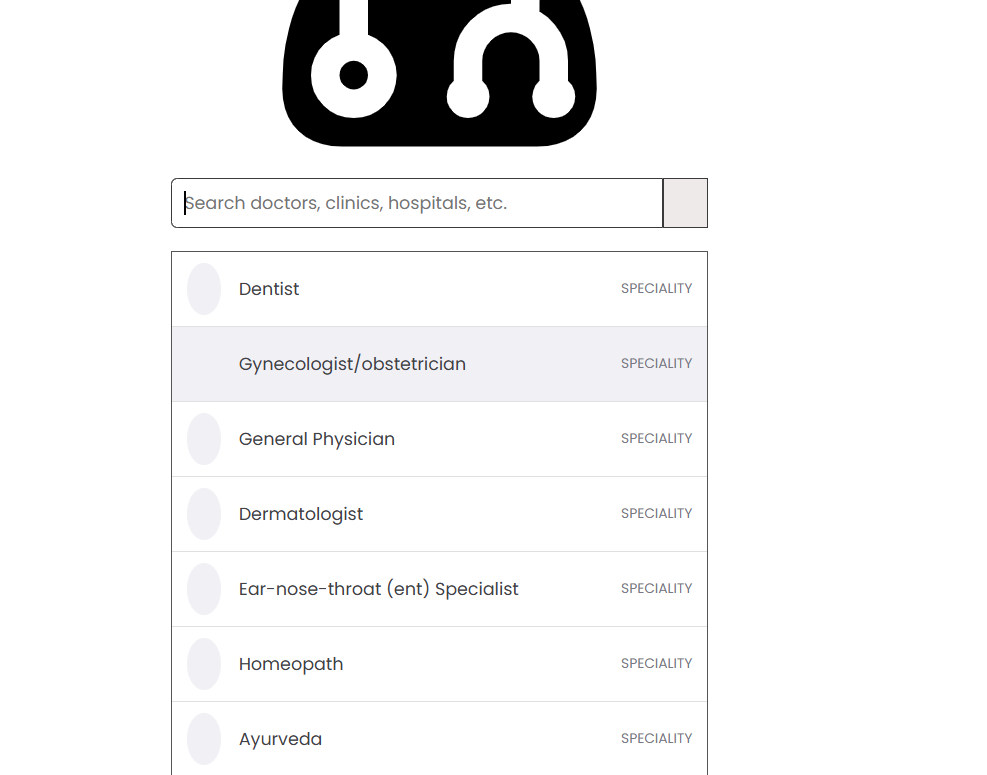 Search doctors, clinics, hospitals, etc.
Dentist SPECIALITY
Gynecologist/obstetrician SPECIALITY
General Physician SPECIALITY
Dermatologist SPECIALITY
Ear-nose-throat (ent) Specialist SPECIALITY
Homeopath SPECIALITY
Ayurveda SPECIALITY